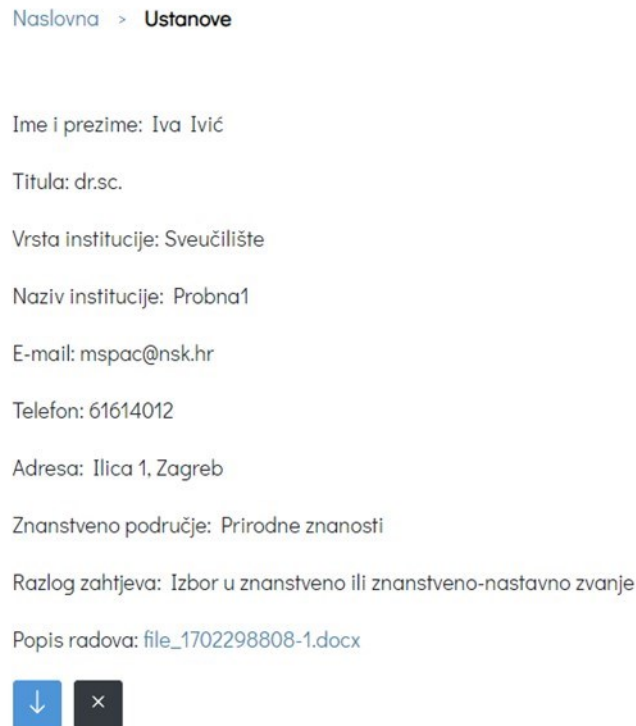 Naslovna > Ustanove
Ime i prezime: Iva Ivić
Titula: dr.sc.
Vrsta institucije: Sveučilište
Naziv institucije: Probna1
E-mail: mspac@nsk.hr
Telefon: 61614012
Adresa: Ilica 1, Zagreb
Znanstveno područje: Prirodne znanosti
Razlog zahtjeva: Izbor u znanstveno ili znanstveno-nastavno zvanje
Popis radova: file_1702298808-1.docx